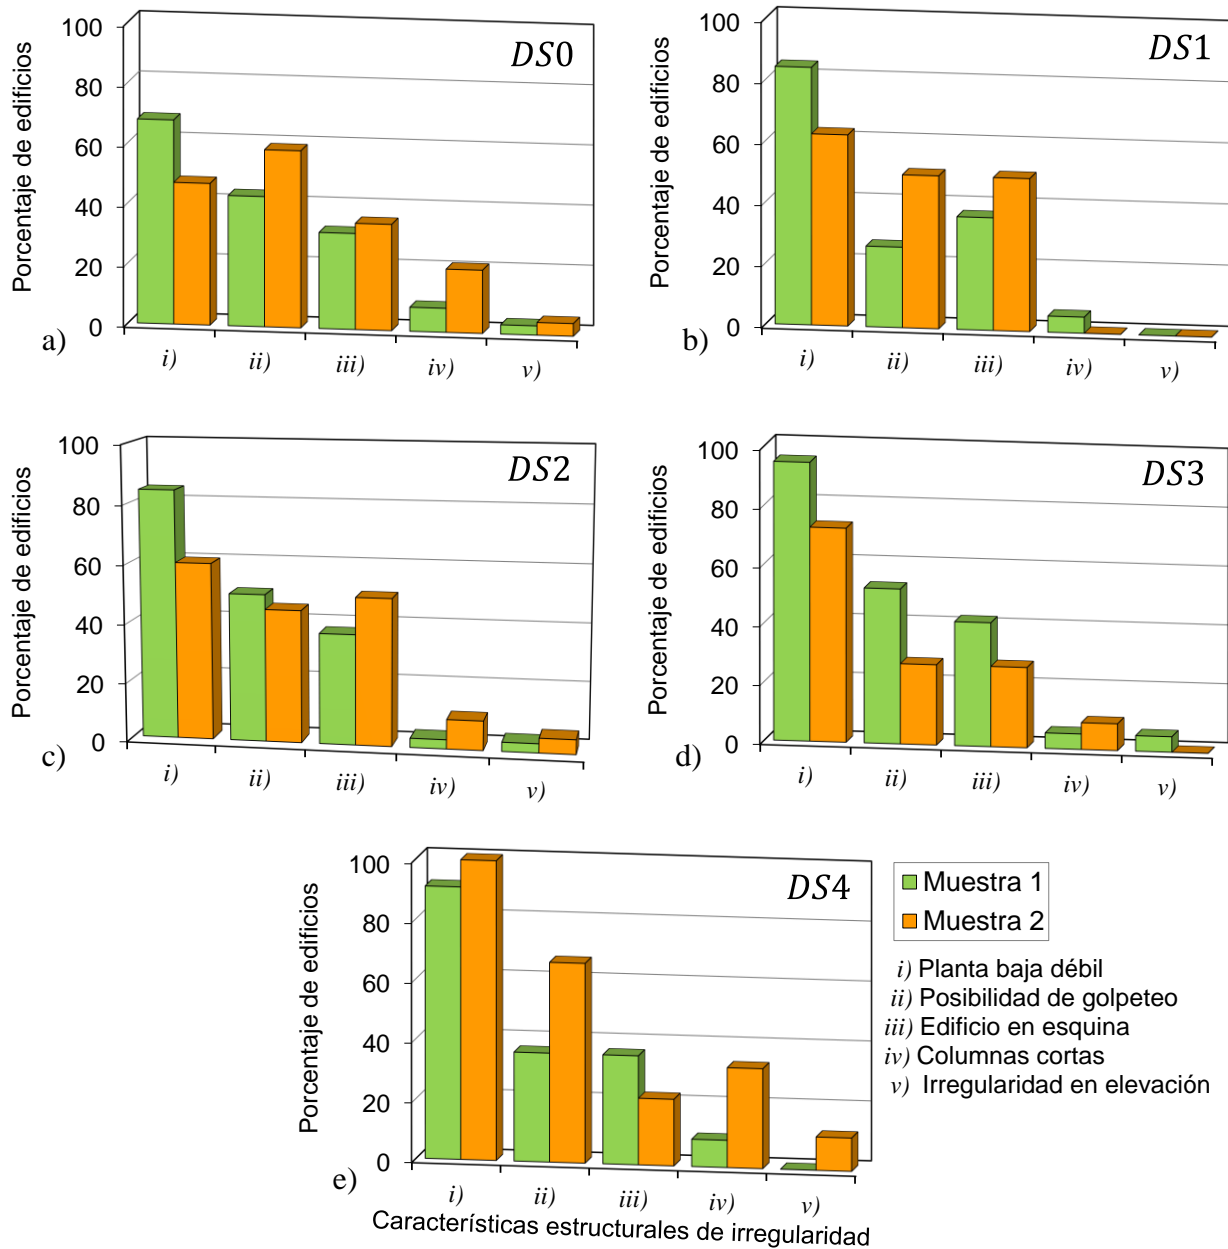 DS0
Porcentaje de edificios
100
80
60
40
20
0
a)
i)
ii)
iii)
iv)
v)
DS1
Porcentaje de edificios
100
80
60
40
20
0
b)
i)
ii)
iii)
iv)
v)
DS2
Porcentaje de edificios
100
80
60
40
20
0
c)
i)
ii)
iii)
iv)
v)
DS3
Porcentaje de edificios
100
80
60
40
20
0
d)
i)
ii)
iii)
iv)
v)
DS4
Porcentaje de edificios
100
80
60
40
20
0
e)
i)
ii)
iii)
iv)
v)
Características estructurales de irregularidad
Muestra 1
Muestra 2
i) Planta baja débil
ii) Posibilidad de golpeteo
iii) Edificio en esquina
iv) Columnas cortas
v) Irregularidad en elevación